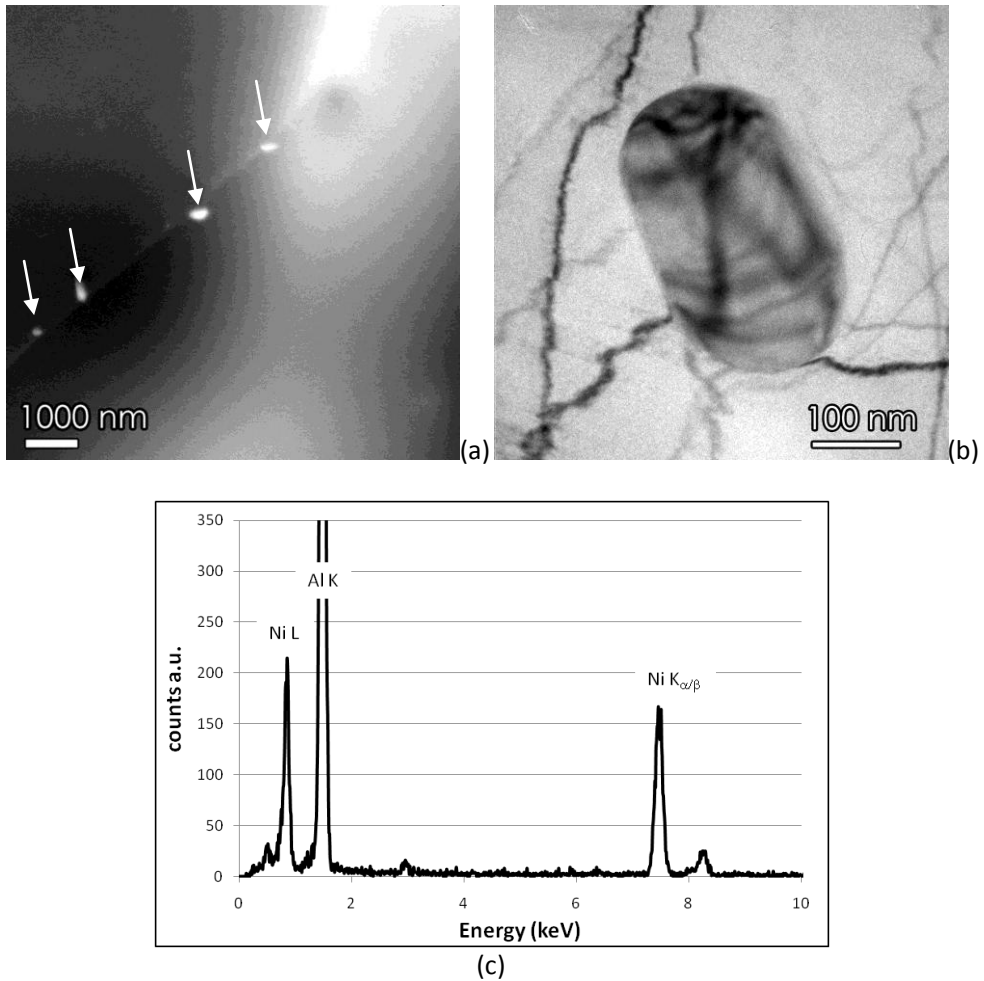 1000 nm
(a)
100 nm
(b)
350
300
250
200
150
100
50
0
counts a.u.
Ni L
Al K
Ni Kα/β
0 2 4 6 8 10
Energy (keV)
(c)